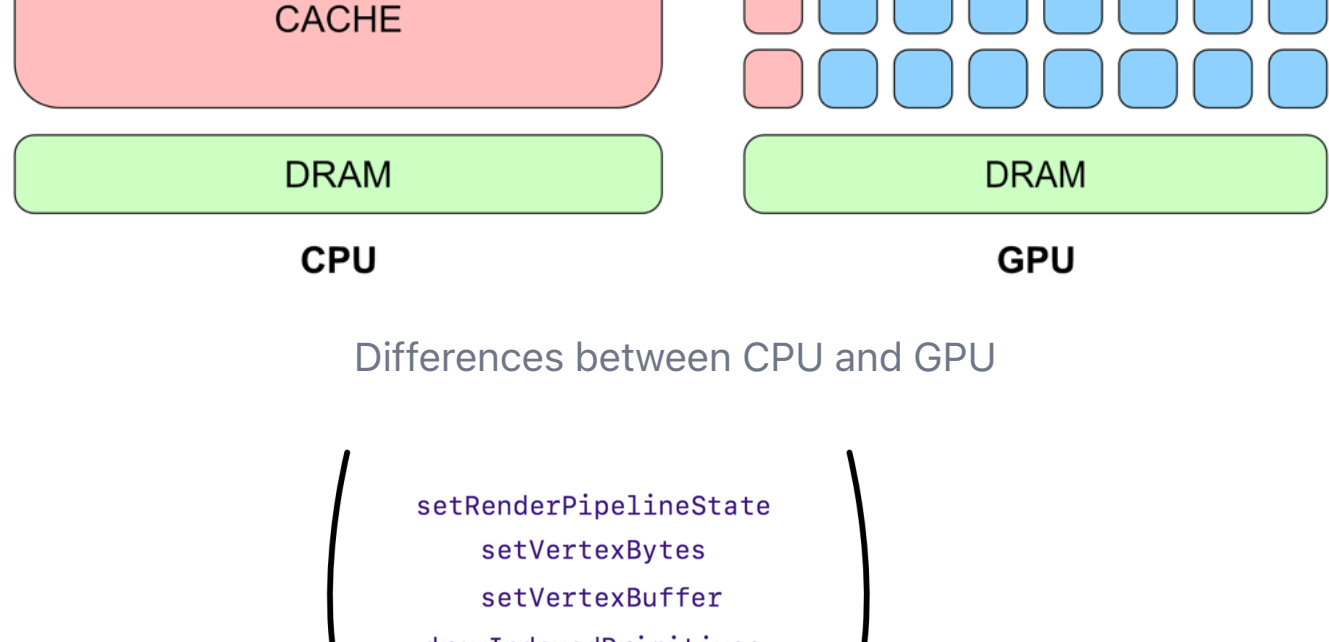 CACHE
DRAM
DRAM
CPU
GPU
Differences between CPU and GPU
setRenderPipelineState
setVertexBytes
setVertexBuffer